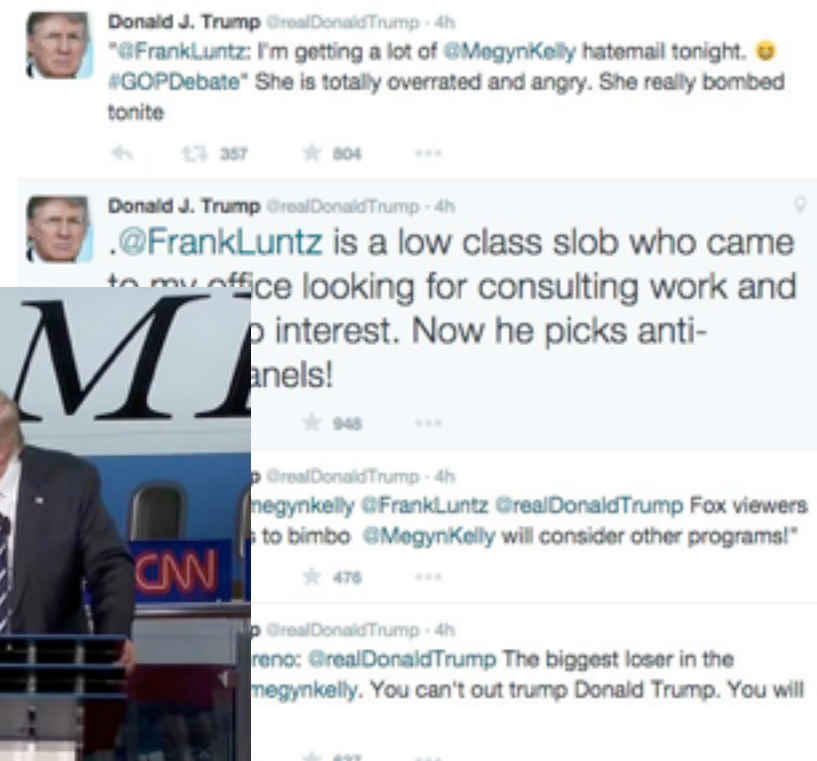 Donald J. Trump @realDonaldTrump · 4h
"@FrankLuntz: I'm getting a lot of @MegynKelly hatemail tonight. 😆
#GOPDebate" She is totally overrated and angry. She really bombed
tonite
357 804
Donald J. Trump @realDonaldTrump · 4h
.@FrankLuntz is a low class slob who came
to my office looking for consulting work and
interest. Now he picks anti-
anels!
948
@realDonaldTrump · 4h
megynkelly @FrankLuntz @realDonaldTrump Fox viewers
to bimbo @MegynKelly will consider other programs!"
476
@realDonaldTrump · 4h
reno: @realDonaldTrump The biggest loser in the
megynkelly. You can't out trump Donald Trump. You will
M
CNN